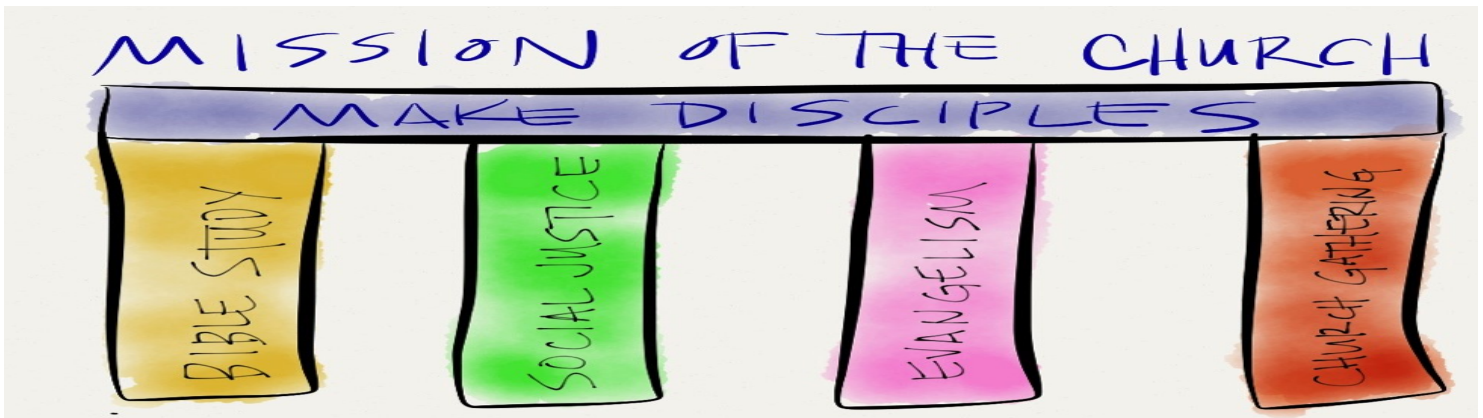 MISSION OF THE CHURCH
MAKE DISCIPLES
BIBLE STUDY
SOCIAL JUSTICE
EVANGELISM
CHURCH GATHERING